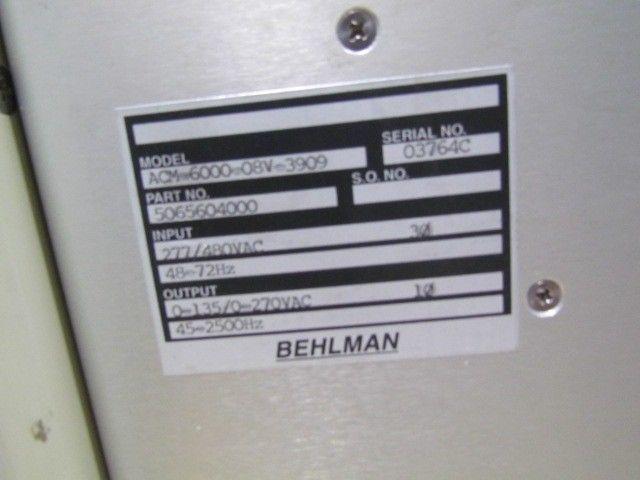 MODEL SERIAL NO.
ACM-6000-08V-3909 03764C
PART NO. S.O. NO.
5065604000
INPUT
277/480VAC 3Ø
48-72Hz
OUTPUT
0-135/0-270VAC 1Ø
45-2500Hz
BEHLMAN